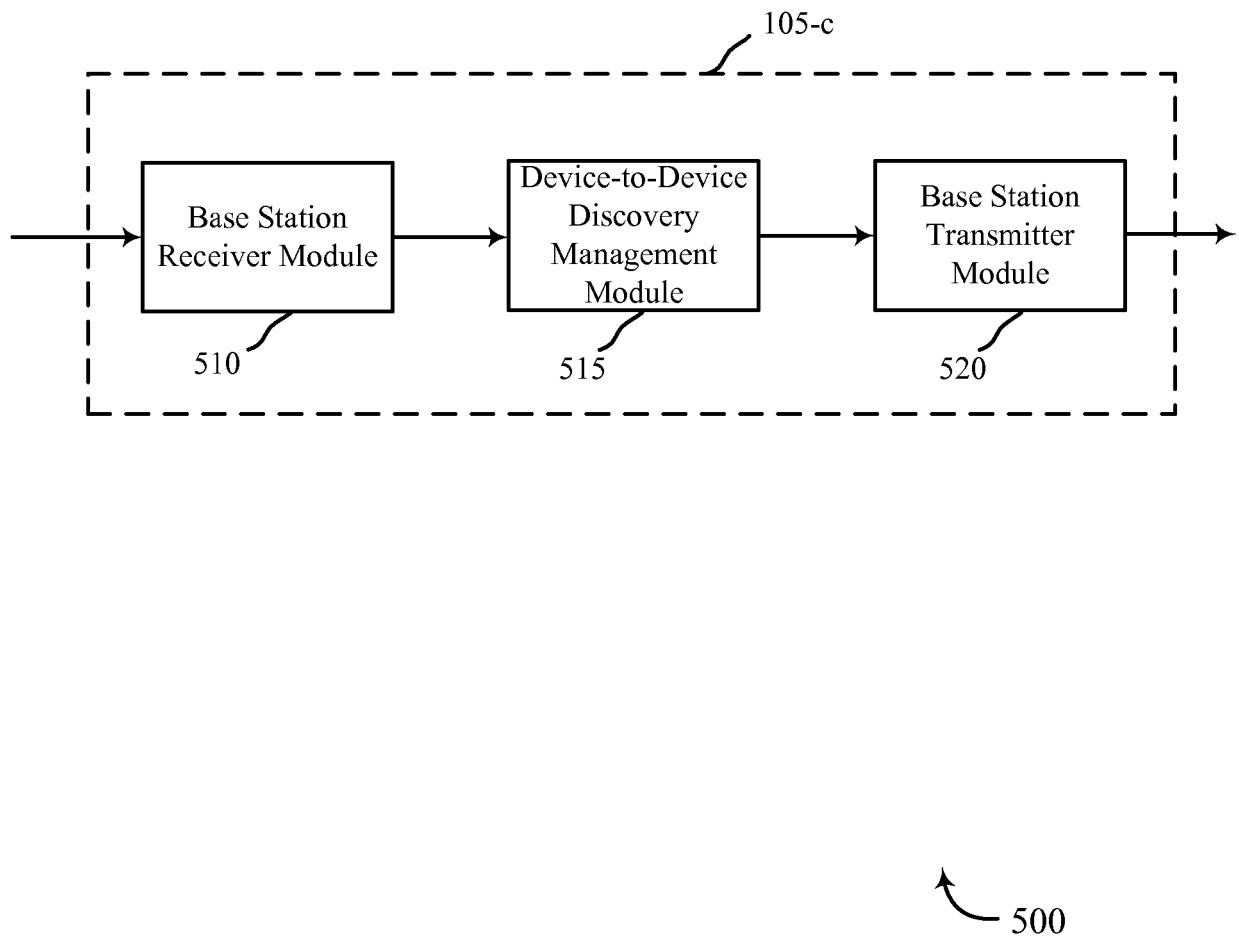 105-c
Base Station
Receiver Module
510
Device-to-Device
Discovery
Management
Module
515
Base Station
Transmitter
Module
520
500